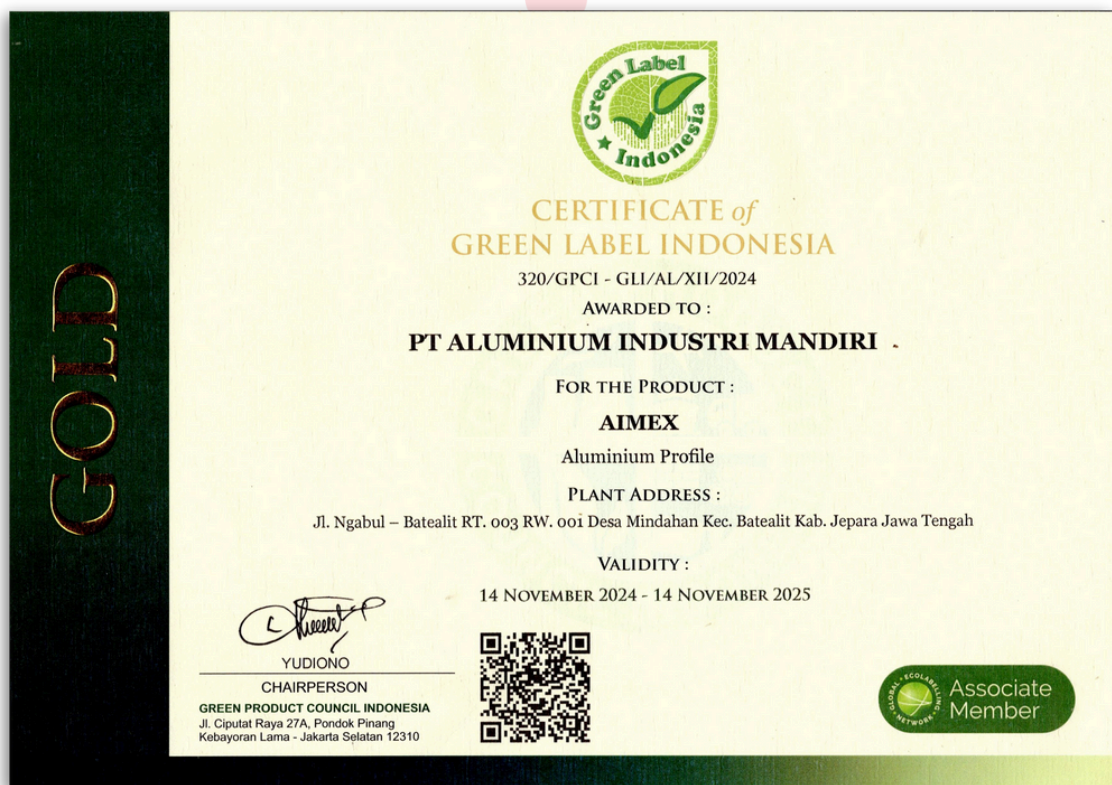 GOLD
Green Label
Indonesia
CERTIFICATE of
GREEN LABEL INDONESIA
320/GPCI - GLI/AL/XII/2024
AWARDED TO :
PT ALUMINIUM INDUSTRI MANDIRI
FOR THE PRODUCT :
AIMEX
Aluminium Profile
PLANT ADDRESS :
Jl. Ngabul – Batealit RT. 003 RW. 001 Desa Mindahan Kec. Batealit Kab. Jepara Jawa Tengah
VALIDITY :
14 NOVEMBER 2024 - 14 NOVEMBER 2025
YUDIONO
CHAIRPERSON
GREEN PRODUCT COUNCIL INDONESIA
Jl. Ciputat Raya 27A, Pondok Pinang
Kebayoran Lama - Jakarta Selatan 12310
GLOBAL • ECOLABELLING • NETWORK
Associate
Member